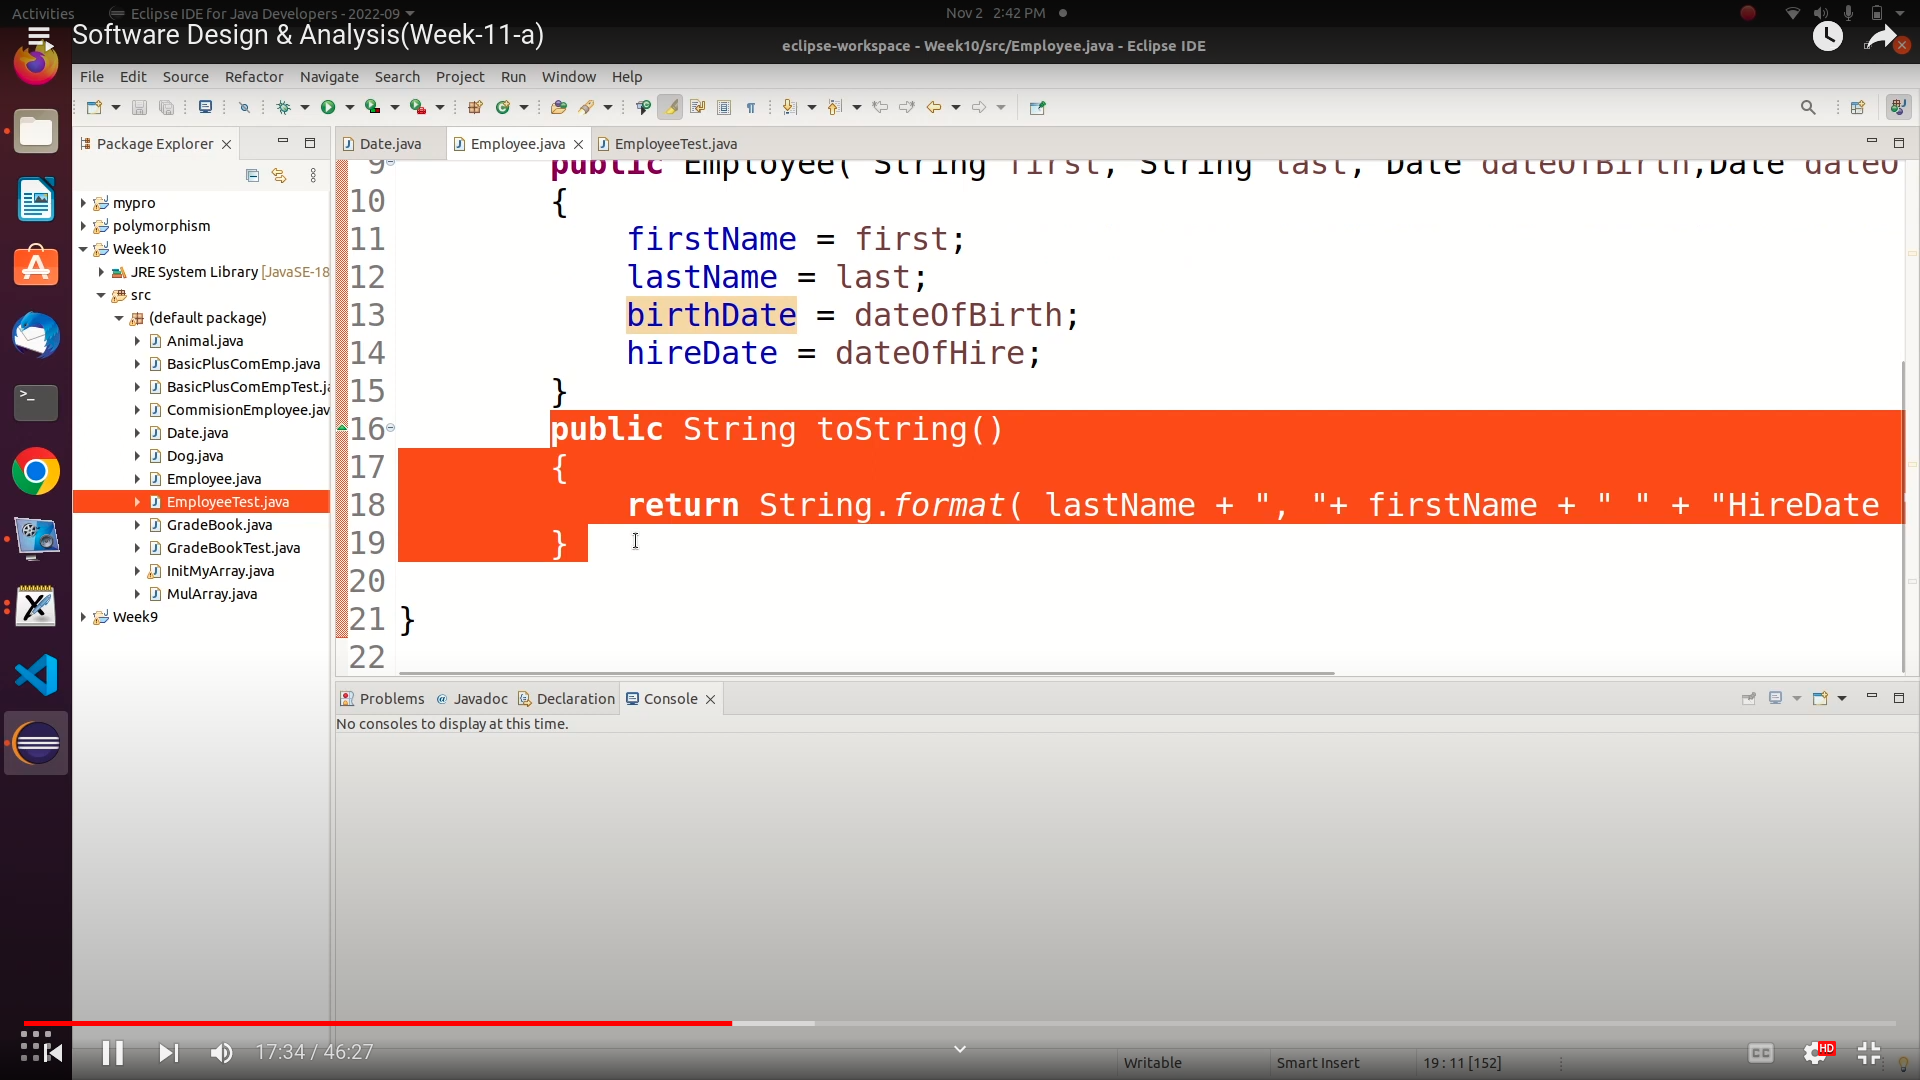 Activities
Eclipse IDE for Java Developers - 2022-09
Nov 2 2:42 PM
Software Design & Analysis(Week-11-a)
eclipse-workspace - Week10/src/Employee.java - Eclipse IDE
File Edit Source Refactor Navigate Search Project Run Window Help
Package Explorer
Date.java
Employee.java
EmployeeTest.java
mypro
polymorphism
Week10
JRE System Library [JavaSE-18
src
(default package)
Animal.java
BasicPlusComEmp.java
BasicPlusComEmpTest.ja
CommisionEmployee.jav
Date.java
Dog.java
Employee.java
EmployeeTest.java
GradeBook.java
GradeBookTest.java
InitMyArray.java
MulArray.java
Week9
9 public Employee( String first, String last, Date dateOfBirth,Date dateO
10 {
11 firstName = first;
12 lastName = last;
13 birthDate = dateOfBirth;
14 hireDate = dateOfHire;
15 }
16 public String toString()
17 {
18 return String.format( lastName + ", "+ firstName + " " + "HireDate
19 }
20
21 }
22
Problems Javadoc Declaration Console
No consoles to display at this time.
17:34 / 46:27
Writable
Smart Insert
19 : 11 [152]
CC
HD